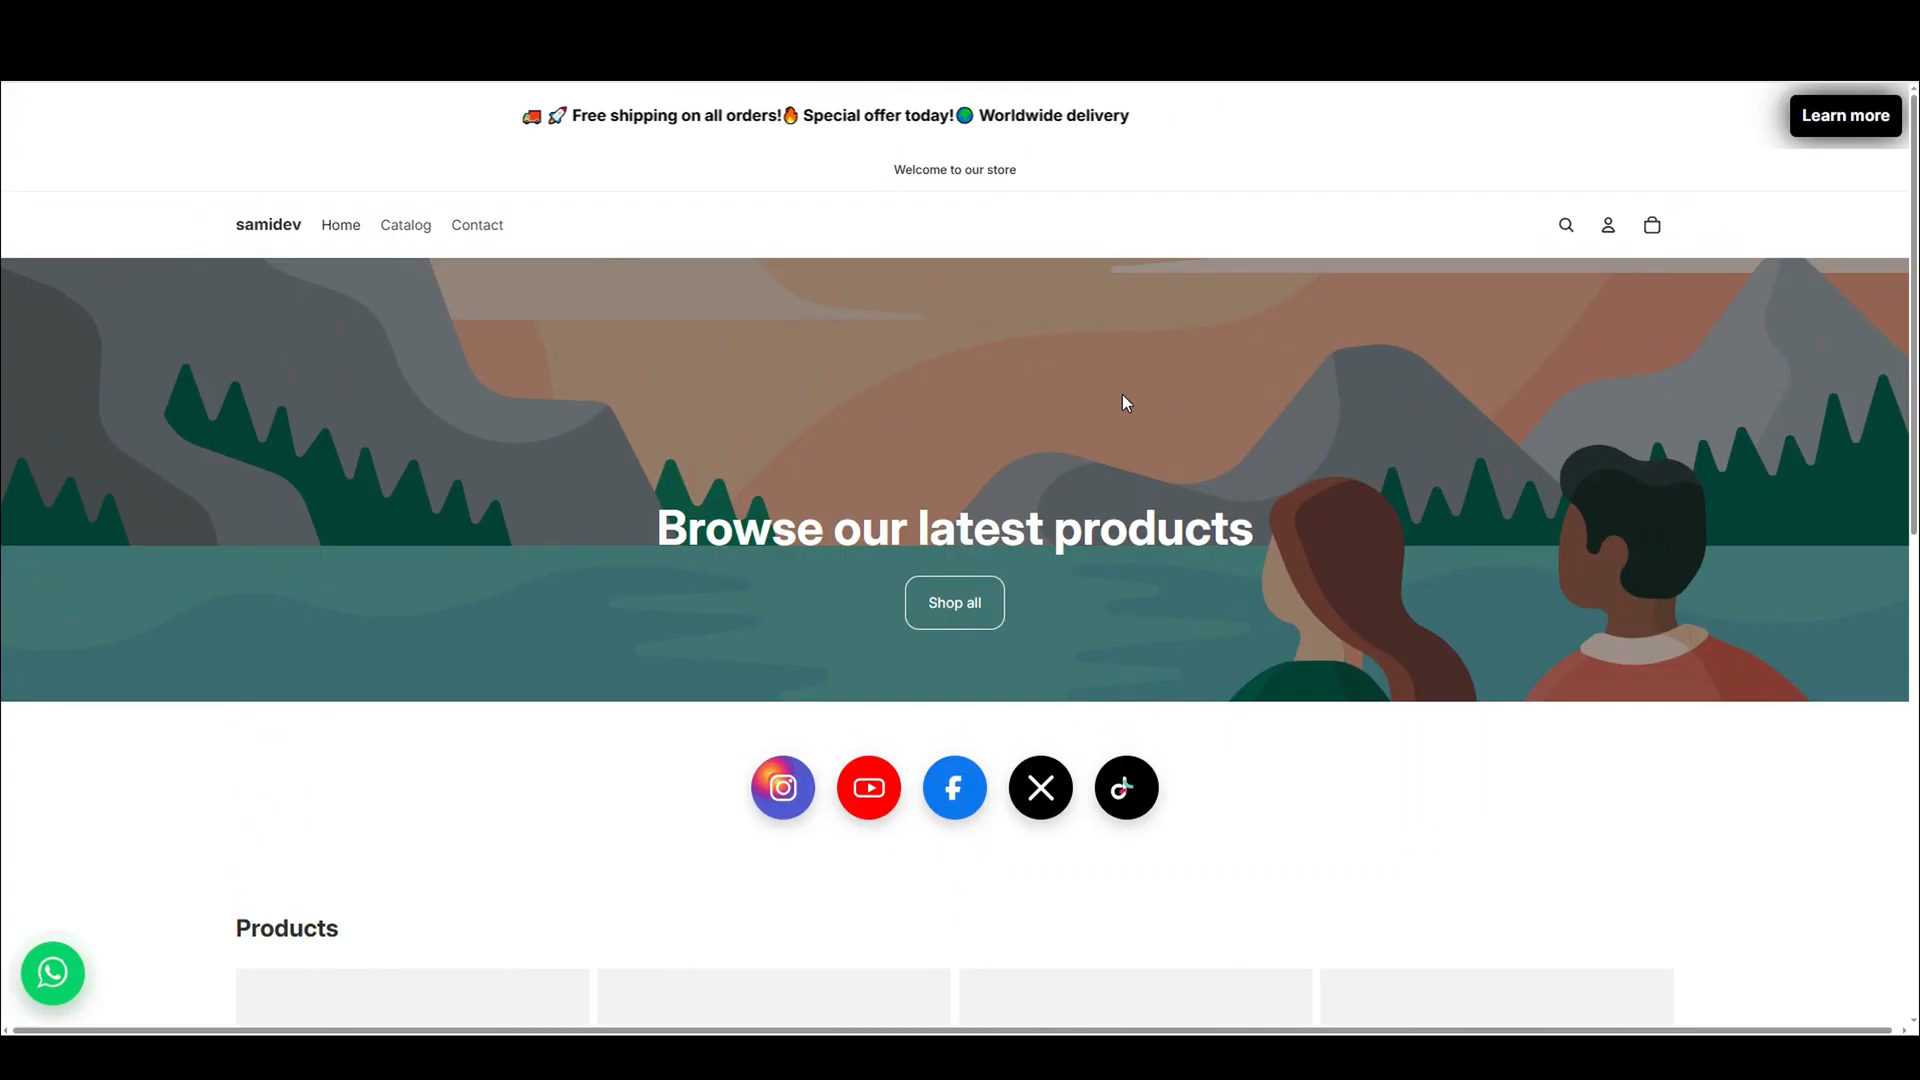 🚚 🚀 Free shipping on all orders!🔥 Special offer today!🌍 Worldwide delivery
Learn more
Welcome to our store
samidev Home Catalog Contact
Browse our latest products
Shop all
Products